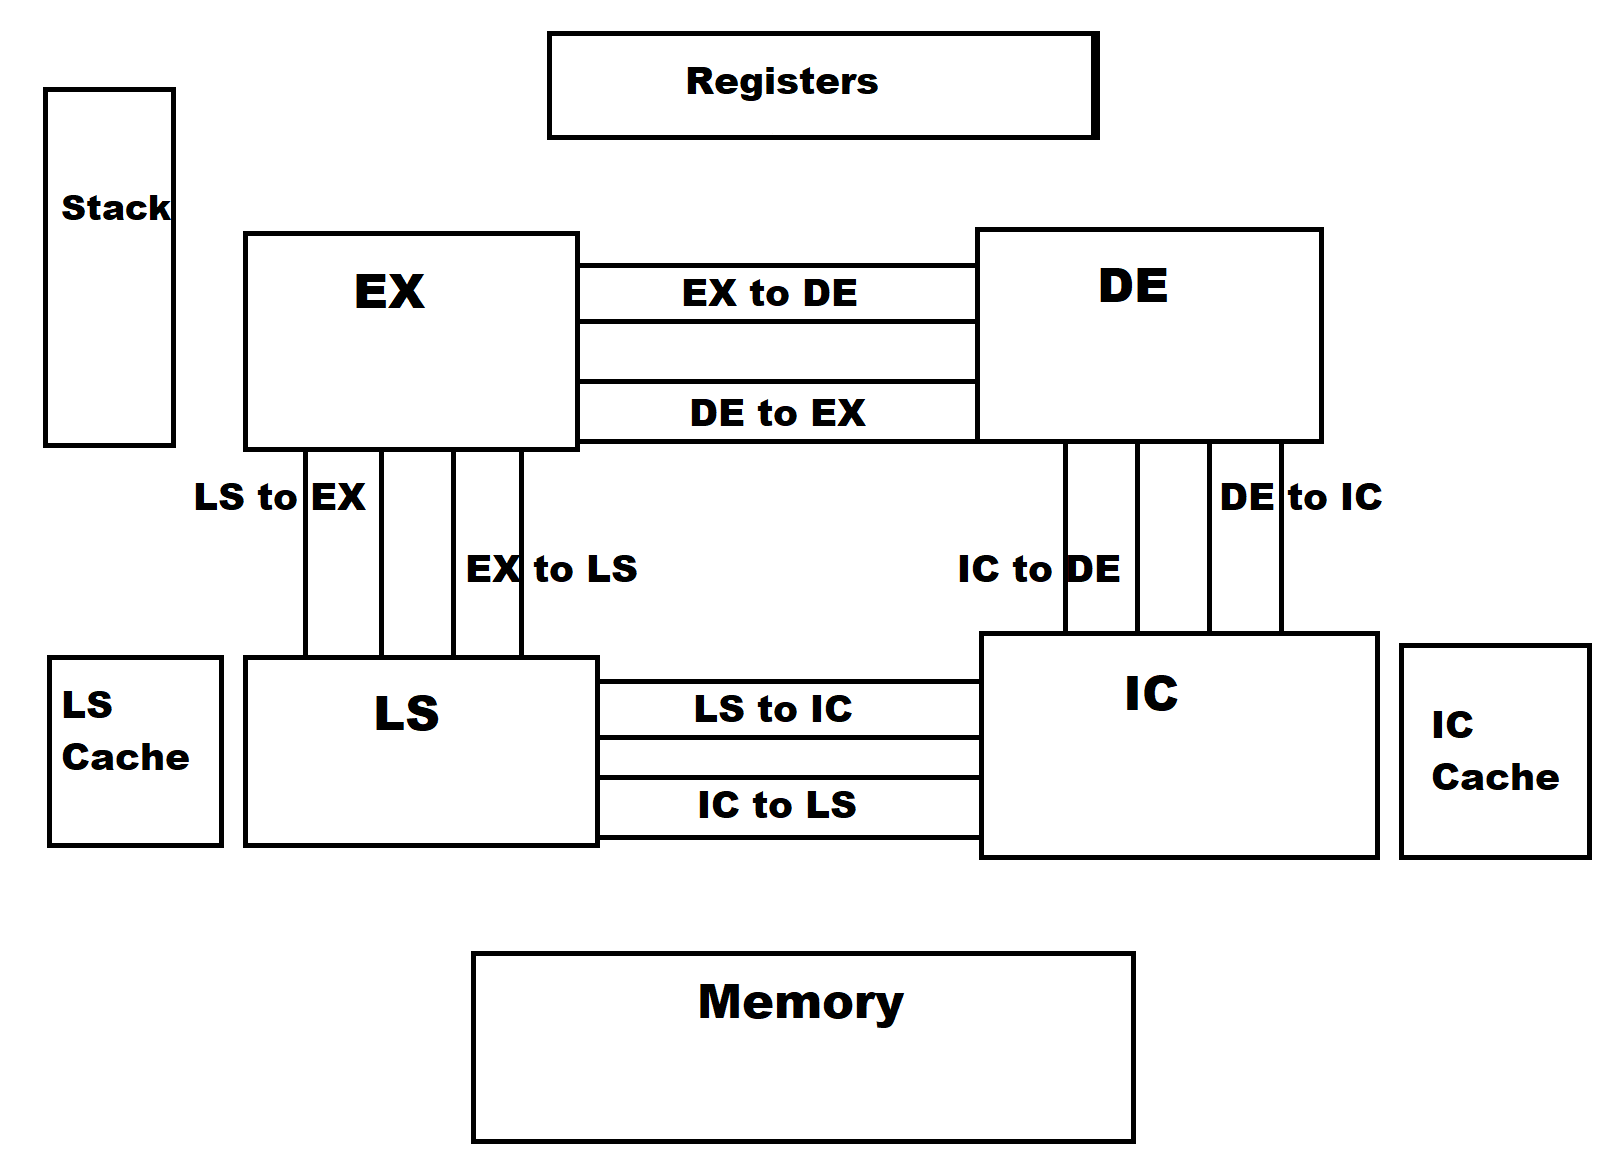 Registers
Stack
EX
DE
EX to DE
DE to EX
LS to EX
DE to IC
EX to LS
IC to DE
LS
Cache
LS
LS to IC
IC to LS
IC
IC
Cache
Memory